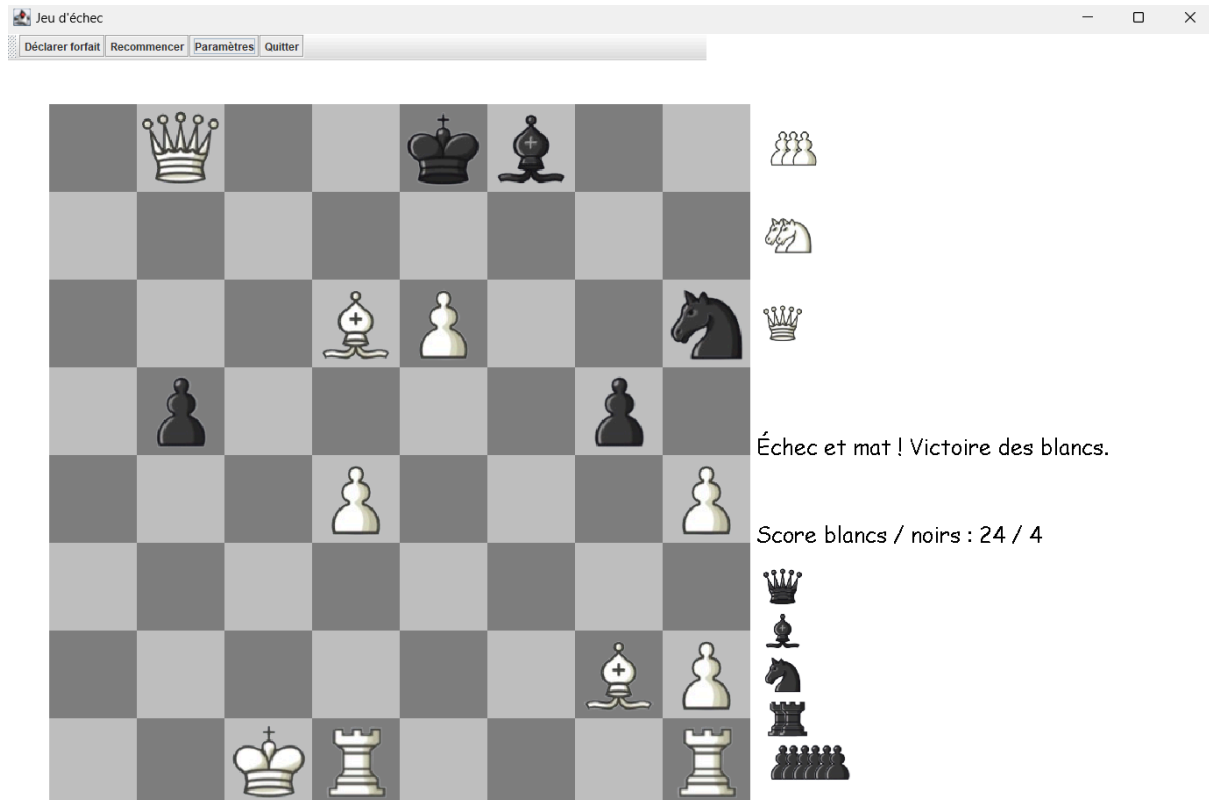 Jeu d'échec
Déclarer forfait Recommencer Paramètres Quitter
Échec et mat ! Victoire des blancs.
Score blancs / noirs : 24 / 4